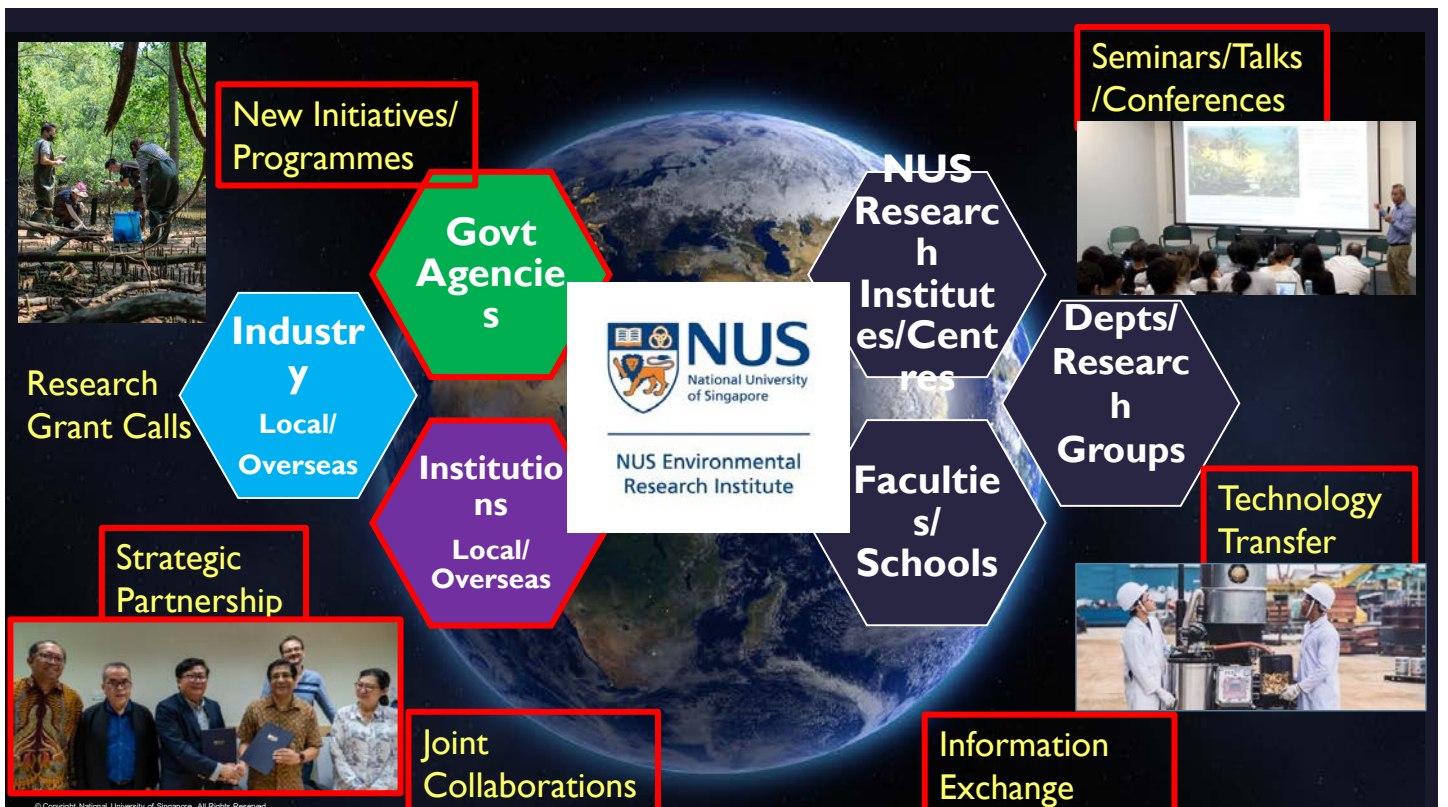 New Initiatives/
Programmes
Seminars/Talks
/Conferences
Govt
Agencie
s
NUS
Researc
h
Institut
es/Cent
res
Industr
y
Local/
Overseas
NUS
National University
of Singapore
NUS Environmental
Research Institute
Depts/
Researc
h
Groups
Research
Grant Calls
Institutio
ns
Local/
Overseas
Facultie
s/
Schools
Technology
Transfer
Strategic
Partnership
Joint
Collaborations
Information
Exchange
© Copyright National University of Singapore. All Rights Reserved